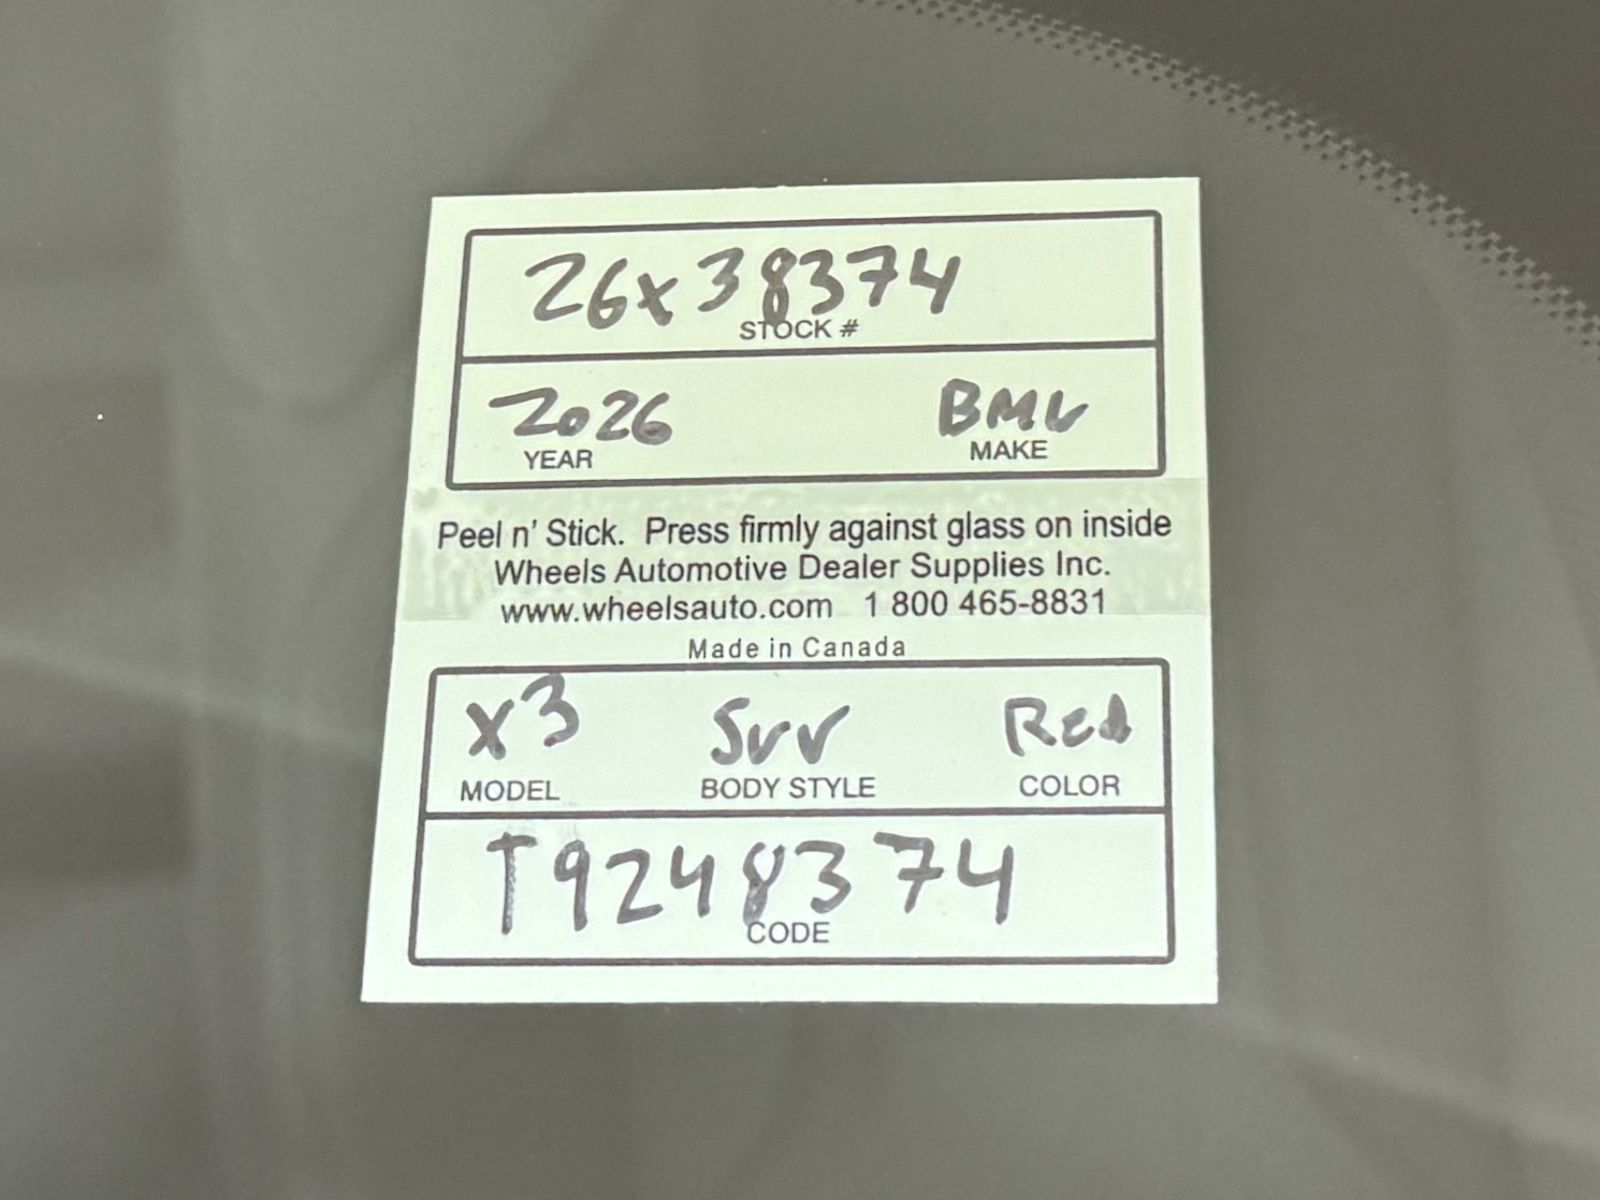 26x38374
STOCK #
2026 BMW
YEAR MAKE
Peel n' Stick. Press firmly against glass on inside
Wheels Automotive Dealer Supplies Inc.
www.wheelsauto.com 1 800 465-8831
Made in Canada
X3 SUV Red
MODEL BODY STYLE COLOR
T9248374
CODE